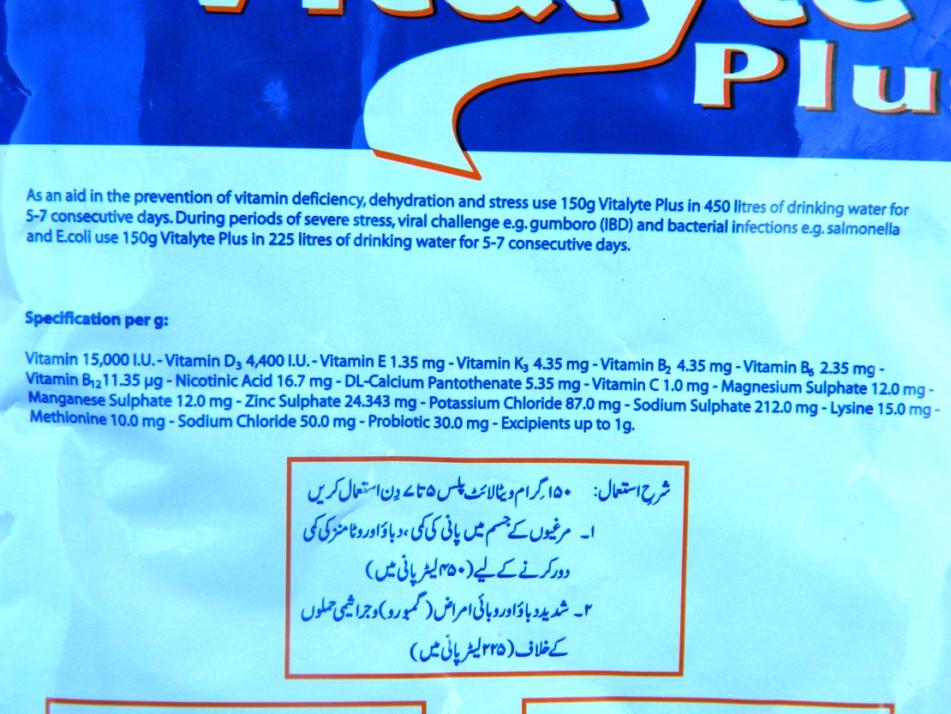 Vitalyte
Plu
As an aid in the prevention of vitamin deficiency, dehydration and stress use 150g Vitalyte Plus in 450 litres of drinking water for
5-7 consecutive days. During periods of severe stress, viral challenge e.g. gumboro (IBD) and bacterial infections e.g. salmonella
and E.coli use 150g Vitalyte Plus in 225 litres of drinking water for 5-7 consecutive days.
Specification per g:
Vitamin 15,000 I.U. - Vitamin D₃ 4,400 I.U. - Vitamin E 1.35 mg - Vitamin K₃ 4.35 mg - Vitamin B₂ 4.35 mg - Vitamin B₆ 2.35 mg -
Vitamin B₁₂ 11.35 µg - Nicotinic Acid 16.7 mg - DL-Calcium Pantothenate 5.35 mg - Vitamin C 1.0 mg - Magnesium Sulphate 12.0 mg -
Manganese Sulphate 12.0 mg - Zinc Sulphate 24.343 mg - Potassium Chloride 87.0 mg - Sodium Sulphate 212.0 mg - Lysine 15.0 mg -
Methionine 10.0 mg - Sodium Chloride 50.0 mg - Probiotic 30.0 mg - Excipients up to 1g.
شرح استعمال: ۱۵۰ گرام ویٹالائٹ پلس ۵ تا ۷ دِن استعمال کریں
۱۔ مرغیوں کے جسم میں پانی کی کمی، دباؤ اور وٹامنز کی کمی
دور کرنے کے لیے (۴۵۰ لیٹر پانی میں)
۲۔ شدید دباؤ اور وبائی امراض (گمبورو) و جراثیمی حملوں
کے خلاف (۲۲۵ لیٹر پانی میں)